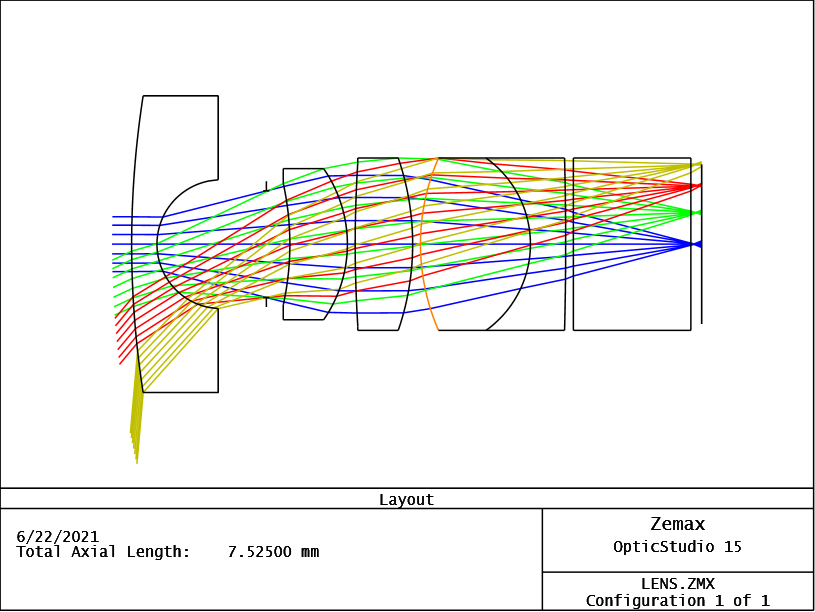 Layout
6/22/2021
Total Axial Length:    7.52500 mm
Zemax
OpticStudio 15
LENS.ZMX
Configuration 1 of 1